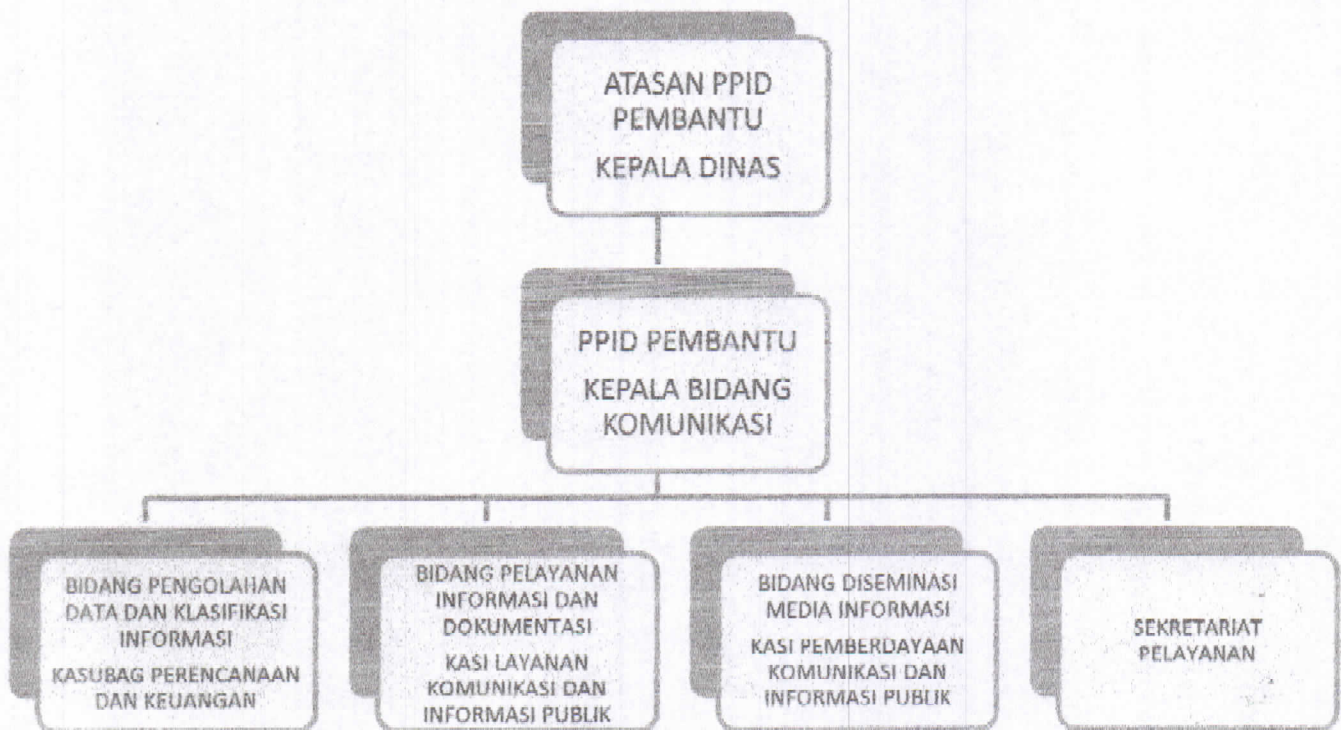 ATASAN PPID
PEMBANTU
KEPALA DINAS
PPID PEMBANTU
KEPALA BIDANG
KOMUNIKASI
BIDANG PENGOLAHAN
DATA DAN KLASIFIKASI
INFORMASI
KASUBAG PERENCANAAN
DAN KEUANGAN
BIDANG PELAYANAN
INFORMASI DAN
DOKUMENTASI
KASI LAYANAN
KOMUNIKASI DAN
INFORMASI PUBLIK
BIDANG DISEMINASI
MEDIA INFORMASI
KASI PEMBERDAYAAN
KOMUNIKASI DAN
INFORMASI PUBLIK
SEKRETARIAT
PELAYANAN